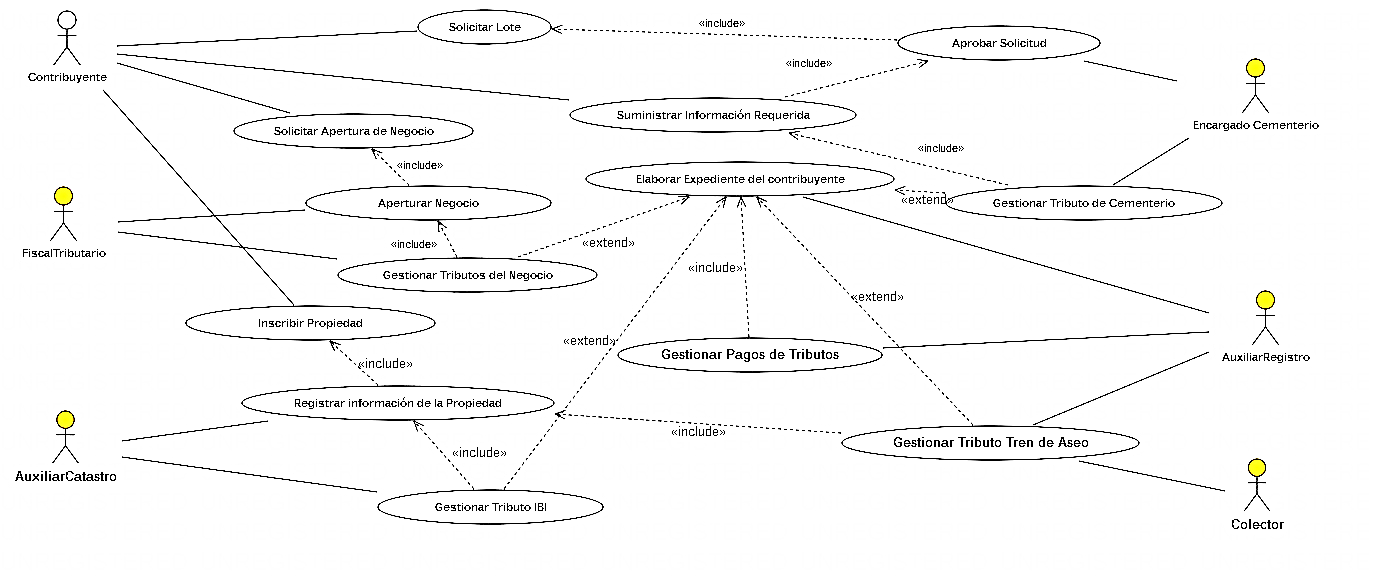 Solicitar Lote
«include»
Aprobar Solicitud
Contribuyente
«include»
Suministrar Información Requerida
Encargado Cementerio
Solicitar Apertura de Negocio
«include»
«include»
Elaborar Expediente del contribuyente
«extend»
Gestionar Tributo de Cementerio
Aperturar Negocio
FiscalTributario
«include»
«extend»
Gestionar Tributos del Negocio
«include»
«extend»
Inscribir Propiedad
«extend»
Gestionar Pagos de Tributos
AuxiliarRegistro
«include»
Registrar información de la Propiedad
«include»
Gestionar Tributo Tren de Aseo
«include»
AuxiliarCatastro
Gestionar Tributo IBI
Colector